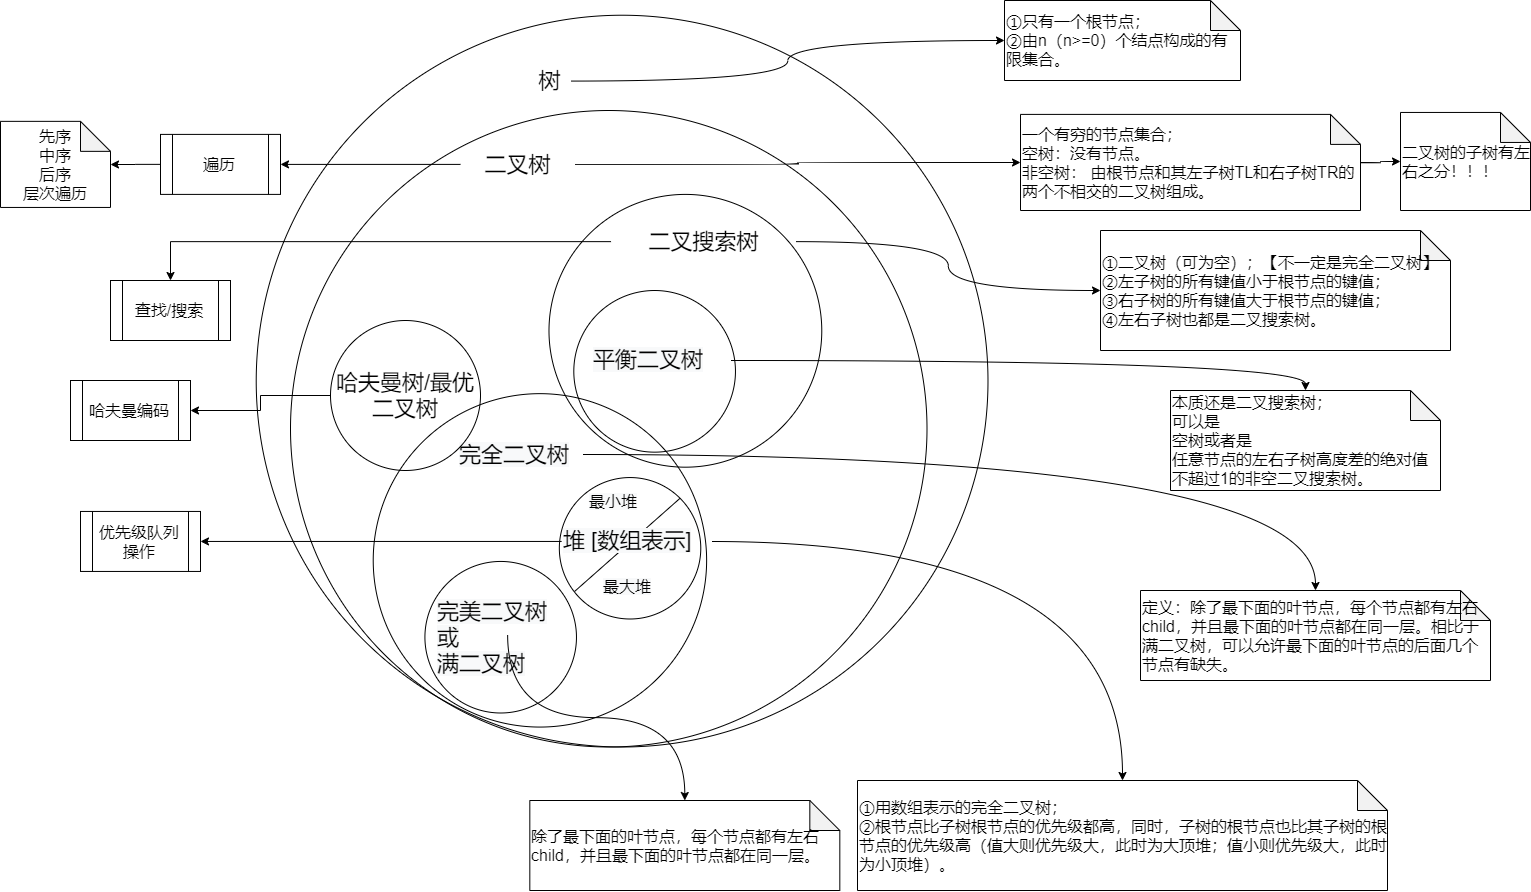 ①只有一个根节点；
②由n（n>=0）个结点构成的有
限集合。
树
先序
中序
后序
层次遍历
遍历
二叉树
一个有穷的节点集合；
空树：没有节点。
非空树： 由根节点和其左子树TL和右子树TR的
两个不相交的二叉树组成。
二叉树的子树有左
右之分！！！
二叉搜索树
①二叉树（可为空）；【不一定是完全二叉树】
②左子树的所有键值小于根节点的键值；
③右子树的所有键值大于根节点的键值；
④左右子树也都是二叉搜索树。
查找/搜索
平衡二叉树
哈夫曼树/最优
二叉树
哈夫曼编码
本质还是二叉搜索树；
可以是
空树或者是
任意节点的左右子树高度差的绝对值
不超过1的非空二叉搜索树。
完全二叉树
最小堆
堆 [数组表示]
最大堆
优先级队列
操作
完美二叉树
或
满二叉树
定义：除了最下面的叶节点，每个节点都有左右
child，并且最下面的叶节点都在同一层。相比于
满二叉树，可以允许最下面的叶节点的后面几个
节点有缺失。
除了最下面的叶节点，每个节点都有左右
child，并且最下面的叶节点都在同一层。
①用数组表示的完全二叉树；
②根节点比子树根节点的优先级都高，同时，子树的根节点也比其子树的根
节点的优先级高（值大则优先级大，此时为大顶堆；值小则优先级大，此时
为小顶堆）。